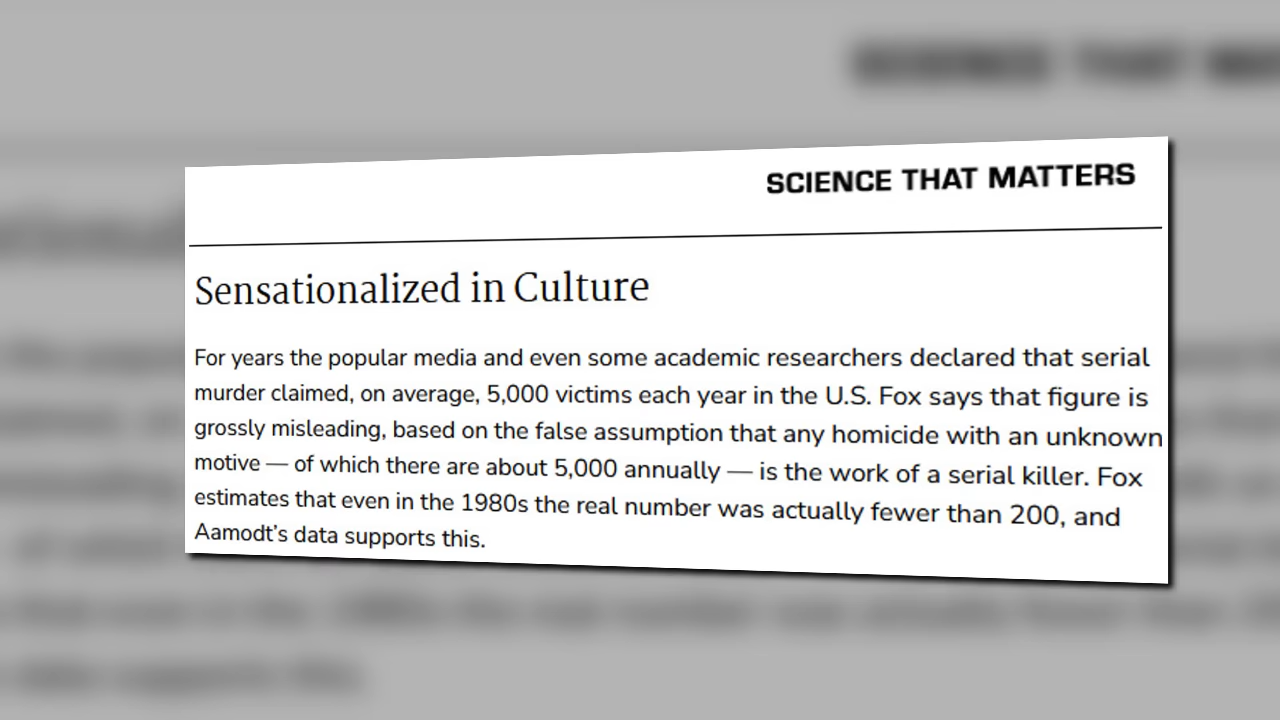 SCIENCE THAT MATTERS
Sensationalized in Culture
For years the popular media and even some academic researchers declared that serial
murder claimed, on average, 5,000 victims each year in the U.S. Fox says that figure is
grossly misleading, based on the false assumption that any homicide with an unknown
motive — of which there are about 5,000 annually — is the work of a serial killer. Fox
estimates that even in the 1980s the real number was actually fewer than 200, and
Aamodt’s data supports this.